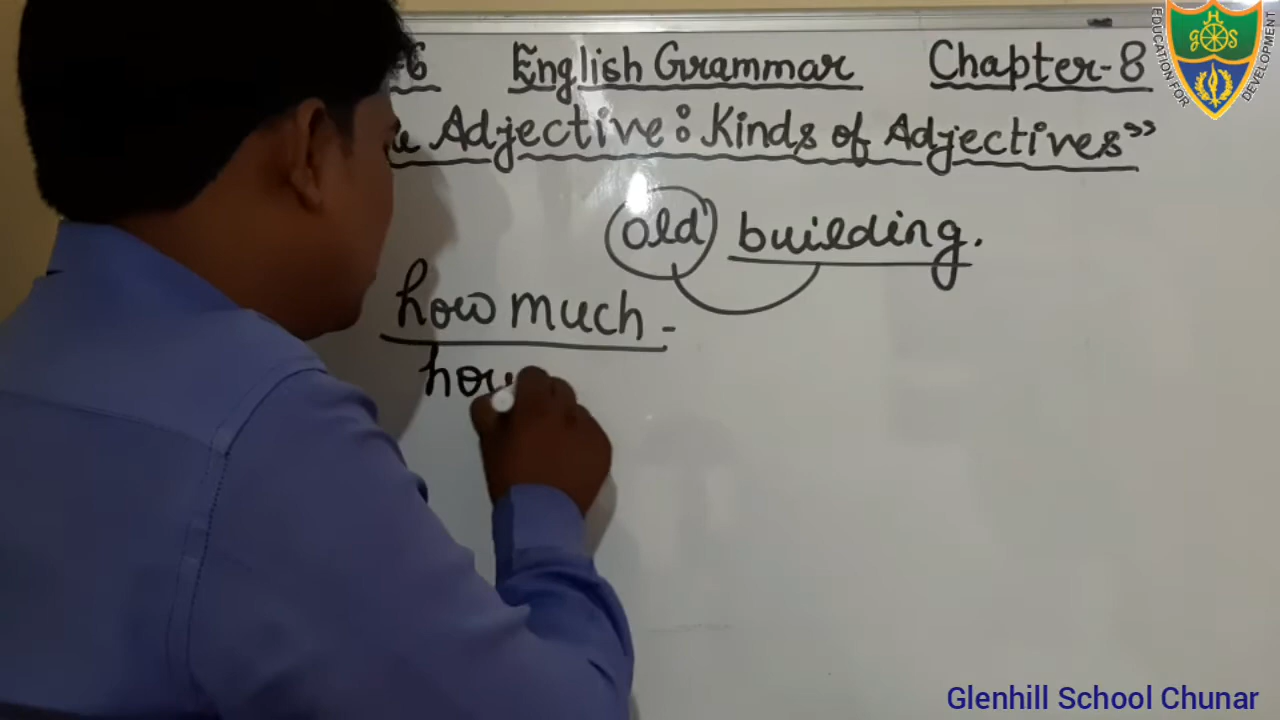 -6 English Grammar Chapter-8
Adjective: Kinds of Adjectives"
old building.
how much -
how
EDUCATION FOR DEVELOPMENT
GHS
Glenhill School Chunar